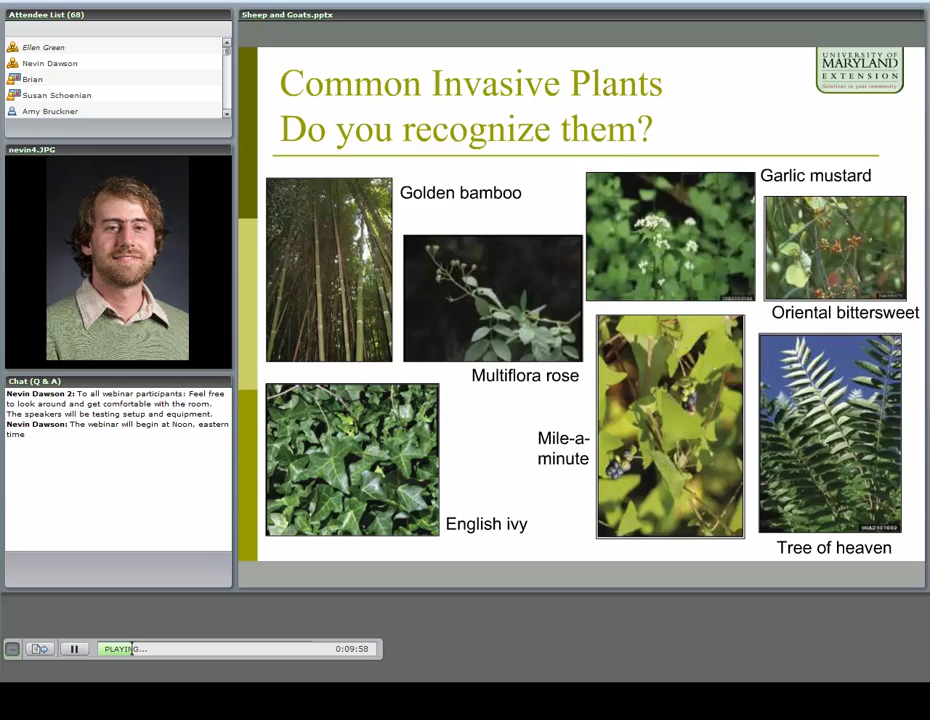 Attendee List (68)
Ellen Green
Nevin Dawson
Brian
Susan Schoenian
Amy Bruckner
nevin4.JPG
Chat (Q & A)
Nevin Dawson 2: To all webinar participants: Feel free
to look around and get comfortable with the room.
The speakers will be testing setup and equipment.
Nevin Dawson: The webinar will begin at Noon, eastern
time
Sheep and Goats.pptx
Common Invasive Plants
Do you recognize them?
UNIVERSITY OF
MARYLAND
EXTENSION
Solutions in your community
Golden bamboo
Garlic mustard
Oriental bittersweet
Multiflora rose
Mile-a-
minute
English ivy
Tree of heaven
PLAYING...
0:09:58